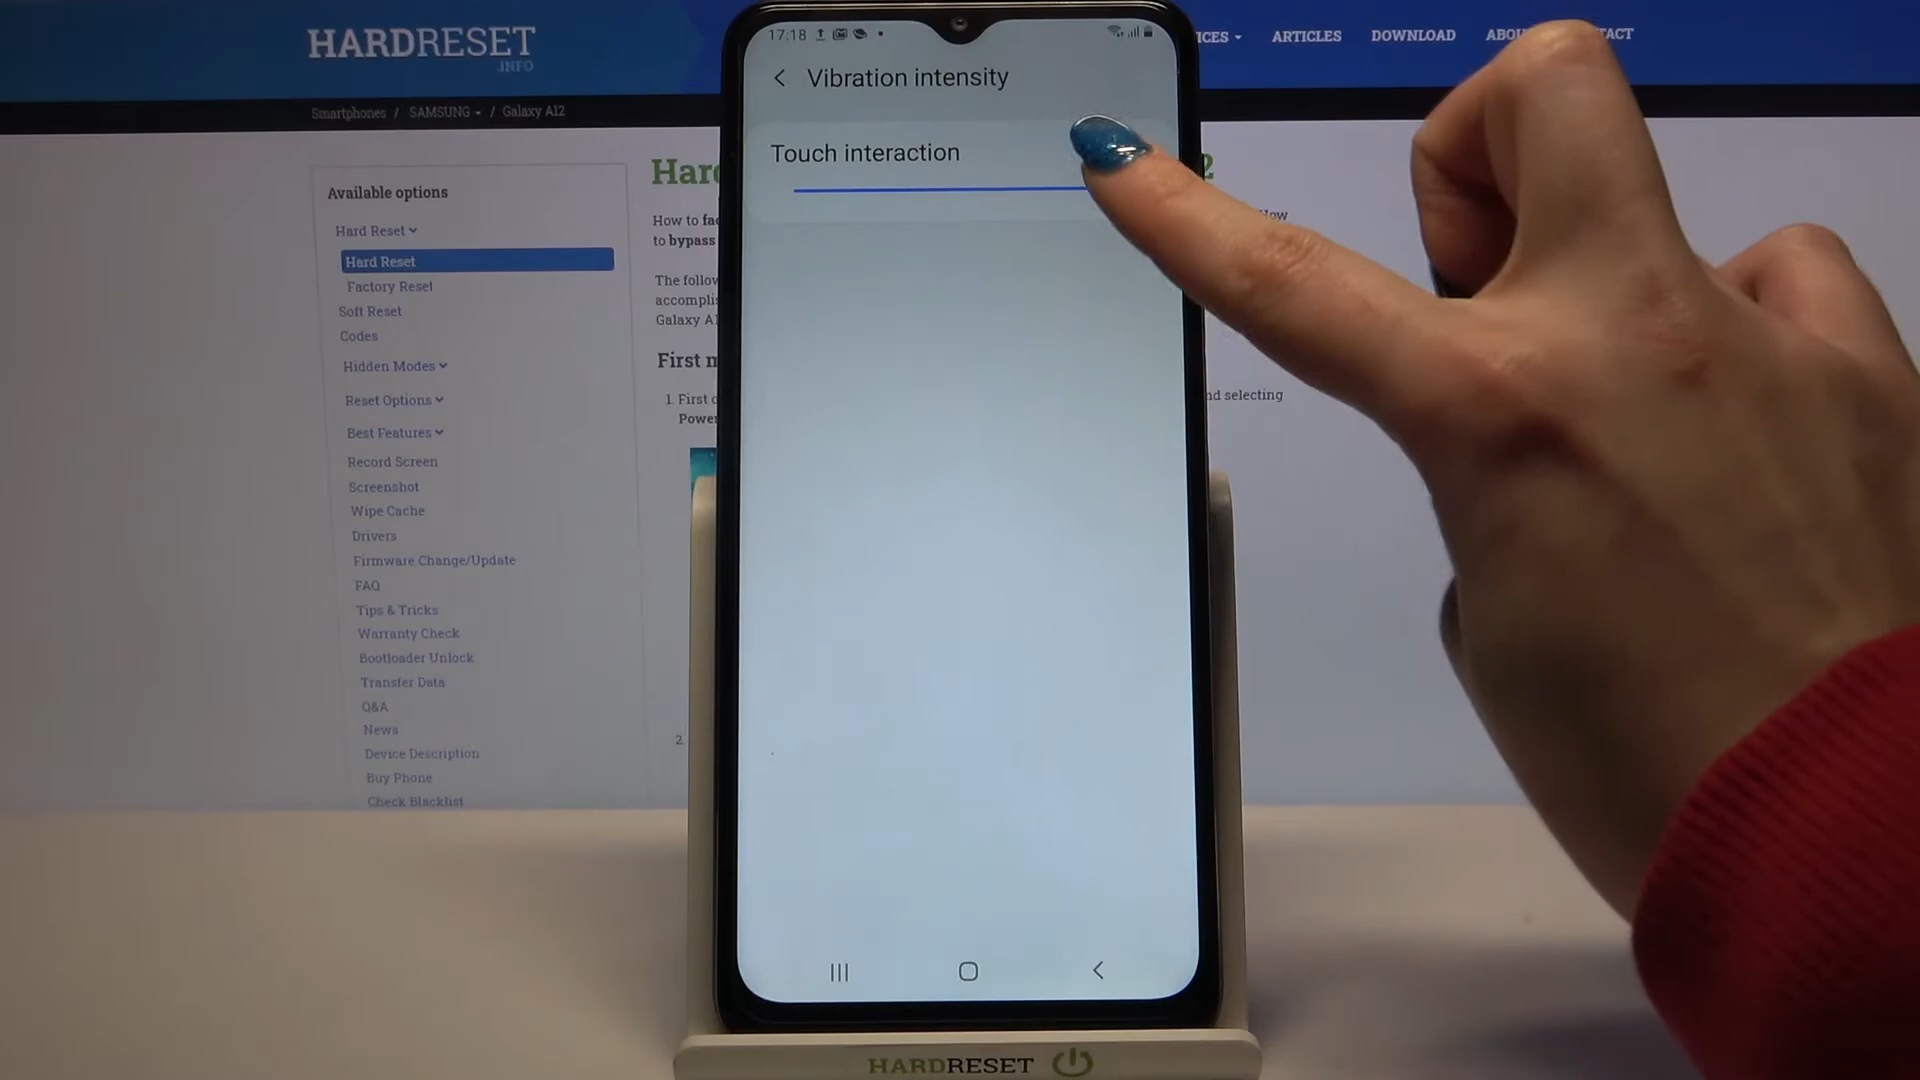 HARDRESET
.INFO
ARTICLES
DOWNLOAD
Smartphones / SAMSUNG / Galaxy A12
Available options
Hard Reset
Hard Reset
Factory Reset
Soft Reset
Codes
Hidden Modes
Reset Options
Best Features
Record Screen
Screenshot
Wipe Cache
Drivers
Firmware Change/Update
FAQ
Tips & Tricks
Warranty Check
Bootloader Unlock
Transfer Data
Q&A
News
Device Description
Buy Phone
Check Blacklist
How to
to bypass
The
Galaxy
First
1. First
selecting
2.
17:18
Vibration intensity
Touch interaction
HARDRESET